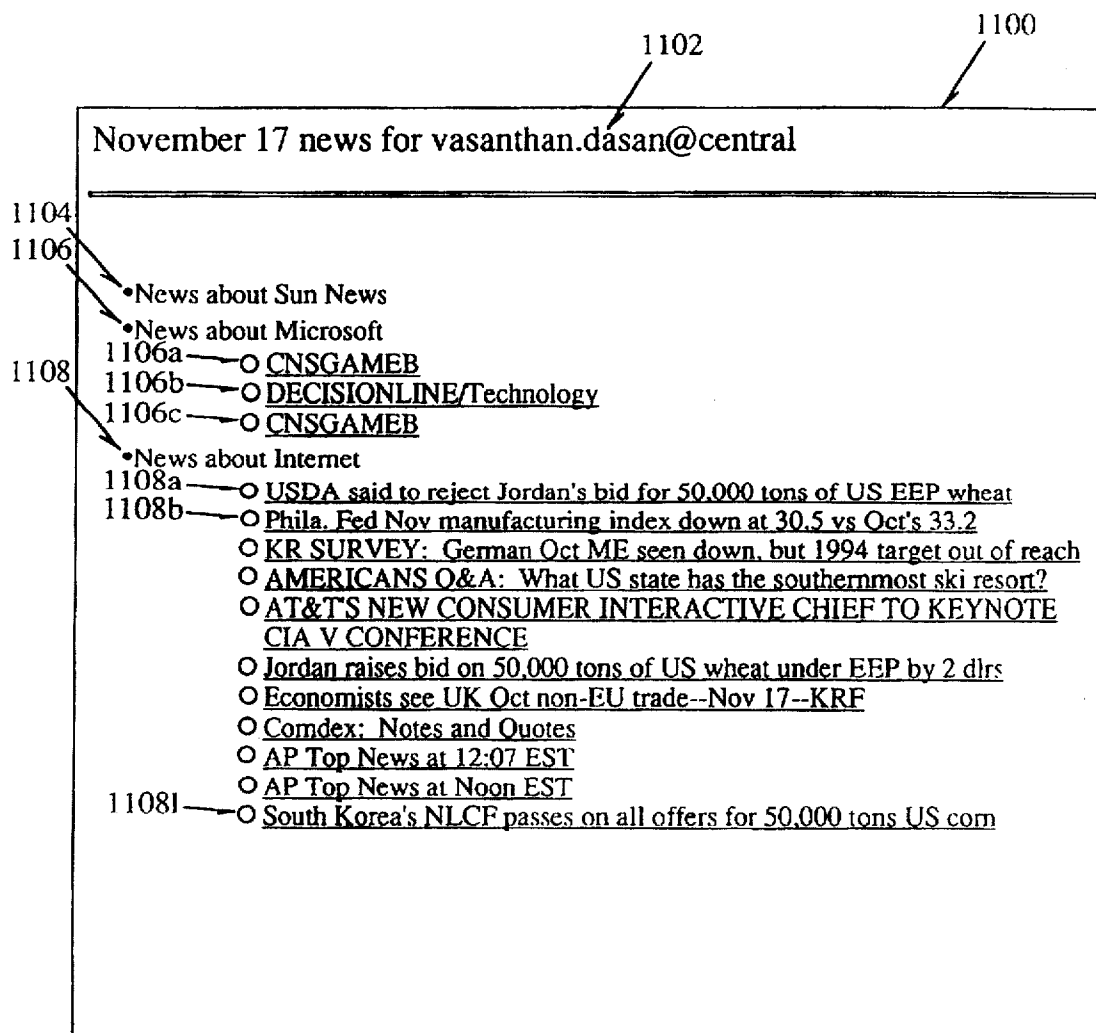 1100
1102
November 17 news for vasanthan.dasan@central
1104
1106
•News about Sun News
•News about Microsoft
1106a
CNSGAMEB
1108
1106b
DECISIONLINE/Technology
1106c
CNSGAMEB
•News about Internet
1108a
USDA said to reject Jordan's bid for 50,000 tons of US EEP wheat
1108b
Phila. Fed Nov manufacturing index down at 30.5 vs Oct's 33.2
KR SURVEY: German Oct ME seen down, but 1994 target out of reach
AMERICANS Q&A: What US state has the southernmost ski resort?
AT&T'S NEW CONSUMER INTERACTIVE CHIEF TO KEYNOTE
CIA V CONFERENCE
Jordan raises bid on 50,000 tons of US wheat under EEP by 2 dlrs
Economists see UK Oct non-EU trade--Nov 17--KRF
Comdex: Notes and Quotes
AP Top News at 12:07 EST
AP Top News at Noon EST
1108l
South Korea's NLCF passes on all offers for 50,000 tons US corn